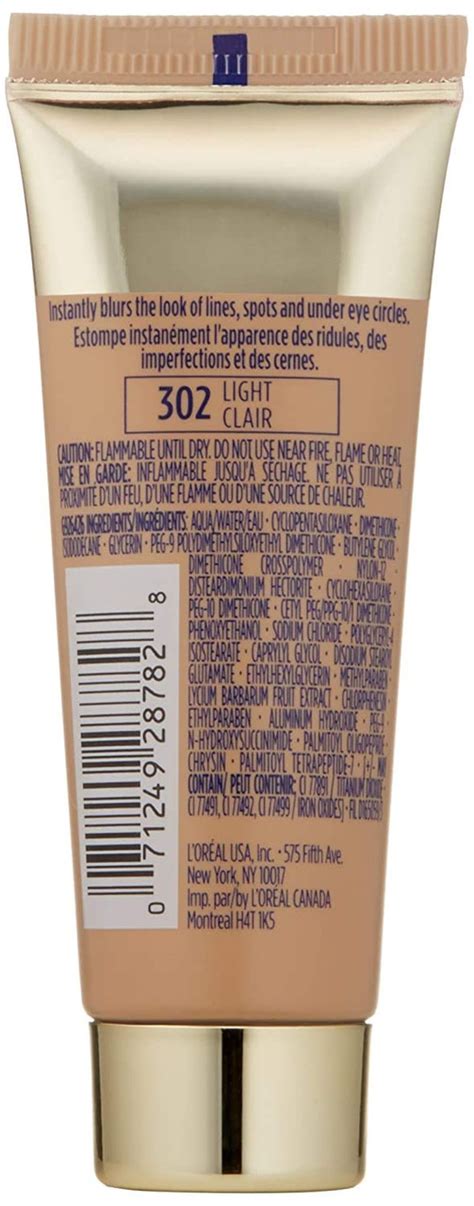 Instantly blurs the look of lines, spots and under eye circles.
Estompe instanément l'apparence des ridules, des
imperfections et des cernes.
302 LIGHT
CLAIR
CAUTION: FLAMMABLE UNTIL DRY. DO NOT USE NEAR FIRE, FLAME OR HEAT.
MISE EN GARDE: INFLAMMABLE JUSQU'À SÉCHAGE. NE PAS UTILISER À
PROXIMITÉ D'UN FEU, D'UNE FLAMME OU D'UNE SOURCE DE CHALEUR.
INGREDIENTS/INGRÉDIENTS: AQUA/WATER/EAU • CYCLOPENTASILOXANE • DIMETHICONE •
ISODODECANE • GLYCERIN • PEG-9 POLYDIMETHYLSILOXYETHYL DIMETHICONE • BUTYLENE GLYCOL •
DIMETHICONE CROSSPOLYMER • NYLON-12 •
DISTEARDIMONIUM HECTORITE • CYCLOHEXASILOXANE •
PEG-10 DIMETHICONE • CETYL PEG/PPG-10/1 DIMETHICONE •
PHENOXYETHANOL • SODIUM CHLORIDE • POLYGLYCERYL-4
ISOSTEARATE • CAPRYLYL GLYCOL • DISODIUM STEAROYL
GLUTAMATE • ETHYLHEXYLGLYCERIN • METHYLPARABEN •
LYCIUM BARBARUM FRUIT EXTRACT • CHLORPHENESIN •
ETHYLPARABEN • ALUMINUM HYDROXIDE •
N-HYDROXYSUCCINIMIDE • PALMITOYL OLIGOPEPTIDE •
CHRYSIN • PALMITOYL TETRAPEPTIDE-7 • [+/- MAY
CONTAIN/ PEUT CONTENIR: CI 77891 / TITANIUM DIOXIDE •
CI 77491, CI 77492, CI 77499 / IRON OXIDES] •
L'ORÉAL USA, Inc. • 575 Fifth Ave.
New York, NY 10017
Imp. par/by L'ORÉAL CANADA
Montreal H4T 1K5
0 71249 28782 8